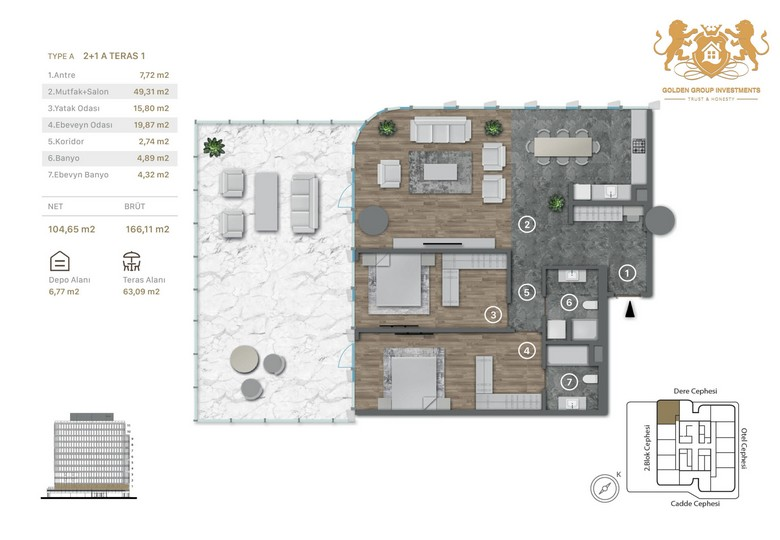 TYPE A 2+1 A TERAS 1
1.Antre 7,72 m2
2.Mutfak+Salon 49,31 m2
3.Yatak Odası 15,80 m2
4.Ebeveyn Odası 19,87 m2
5.Koridor 2,74 m2
6.Banyo 4,89 m2
7.Ebevyn Banyo 4,32 m2
NET BRÜT
104,65 m2 166,11 m2
Depo Alanı Teras Alanı
6,77 m2 63,09 m2
GOLDEN GROUP INVESTMENTS
TRUST & HONESTY
2
1
5
6
3
4
7
Dere Cephesi
2.Blok Cephesi
Otel Cephesi
Cadde Cephesi
K